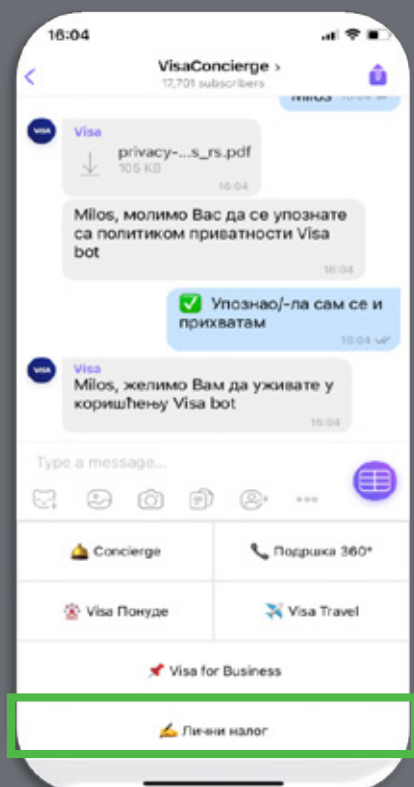 16:04
VisaConcierge >
17,701 subscribers
Milos
VISA
Visa
privacy-...s_rs.pdf
105 KB
16:04
Milos, молимо Вас да се упознате
са политиком приватности Visa
bot
16:04
✅ Упознао/-ла сам се и
прихватам
16:04
VISA
Visa
Milos, желимо Вам да уживате у
коришћењу Visa bot
16:04
Type a message...
🛎️ Concierge
📞 Подршка 360°
Visa Понуде
✈️ Visa Travel
📌 Visa for Business
✍️ Лични налог